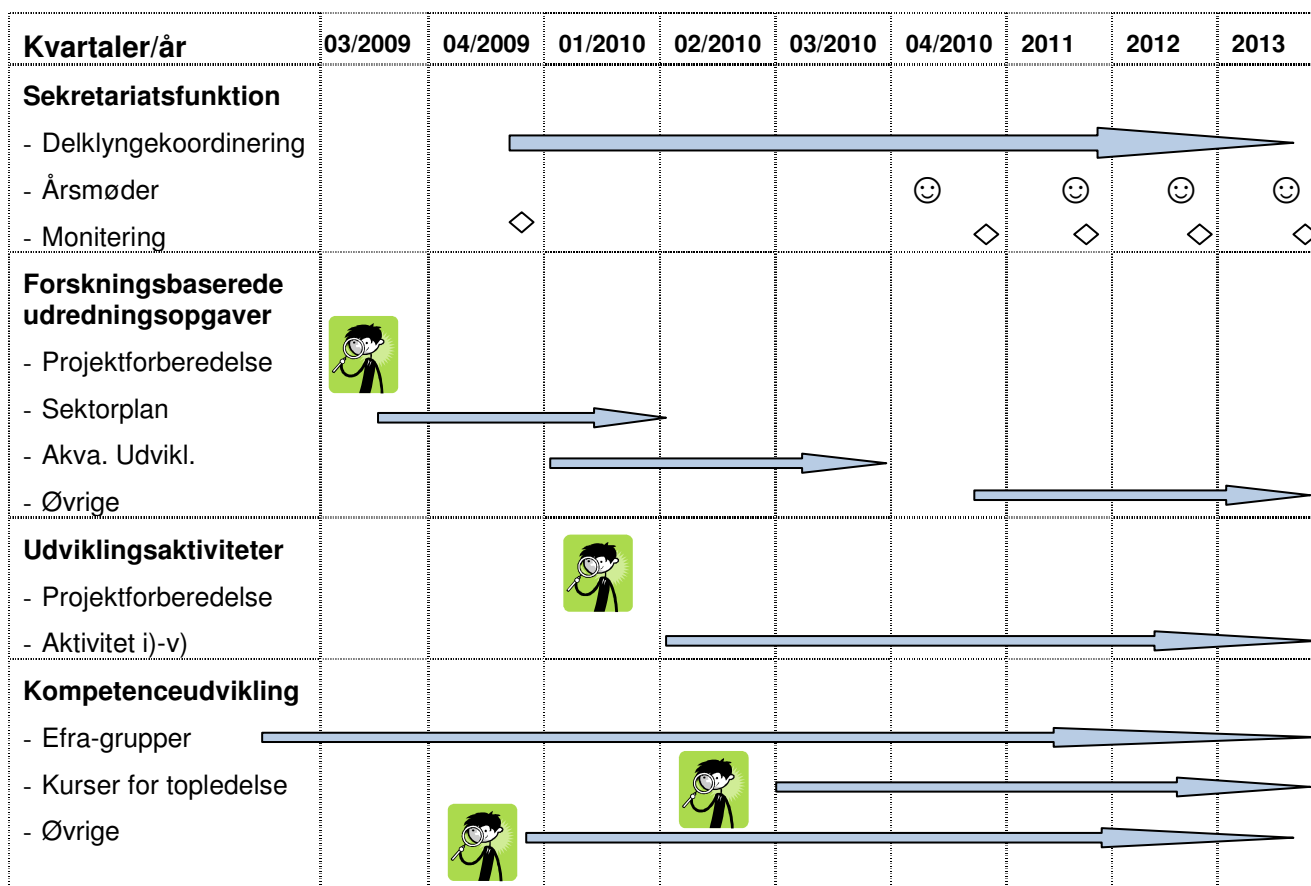 Kvartaler/år 03/2009 04/2009 01/2010 02/2010 03/2010 04/2010 2011 2012 2013
Sekretariatsfunktion
- Delklyngekoordinering
- Årsmøder
- Monitering
Forskningsbaserede
udredningsopgaver
- Projektforberedelse
- Sektorplan
- Akva. Udvikl.
- Øvrige
Udviklingsaktiviteter
- Projektforberedelse
- Aktivitet i)-v)
Kompetenceudvikling
- Efra-grupper
- Kurser for topledelse
- Øvrige